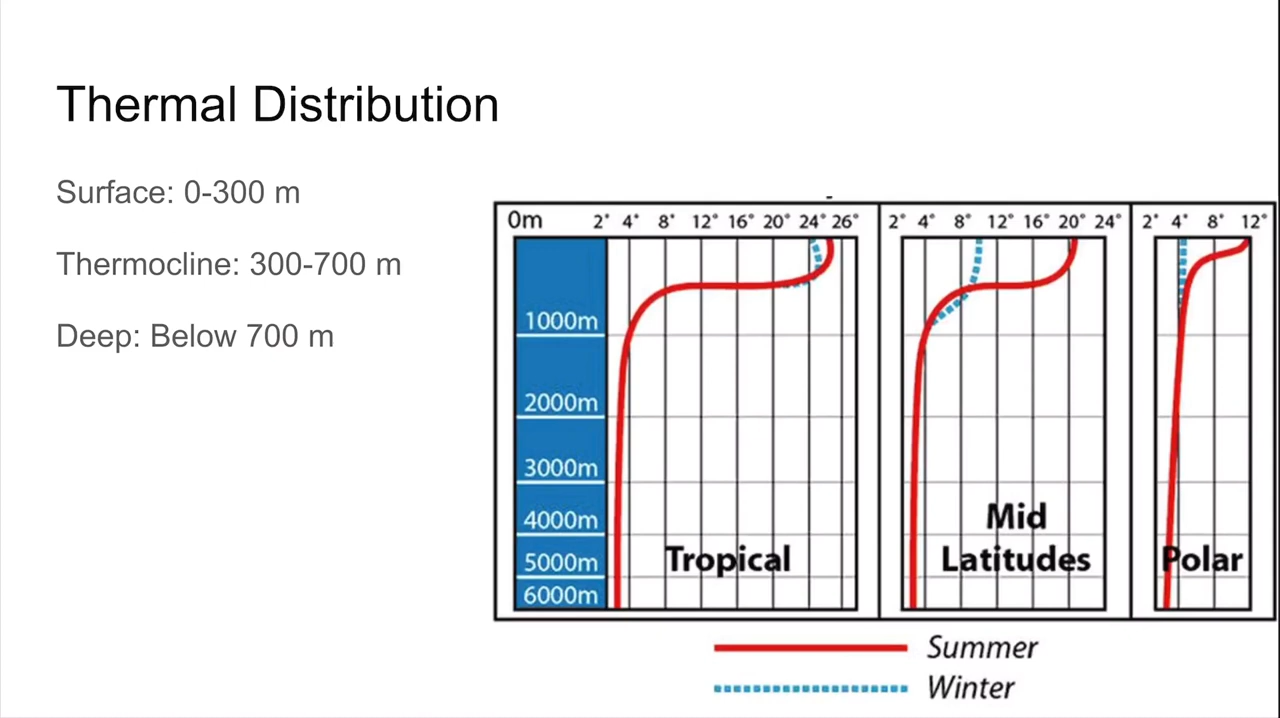 Thermal Distribution
Surface: 0-300 m
Thermocline: 300-700 m
Deep: Below 700 m
0m 2° 4° 8° 12° 16° 20° 24° 26° 2° 4° 8° 12° 16° 20° 24° 2° 4° 8° 12°
1000m
2000m
3000m
4000m
5000m
6000m
Tropical
Mid
Latitudes
Polar
Summer
Winter